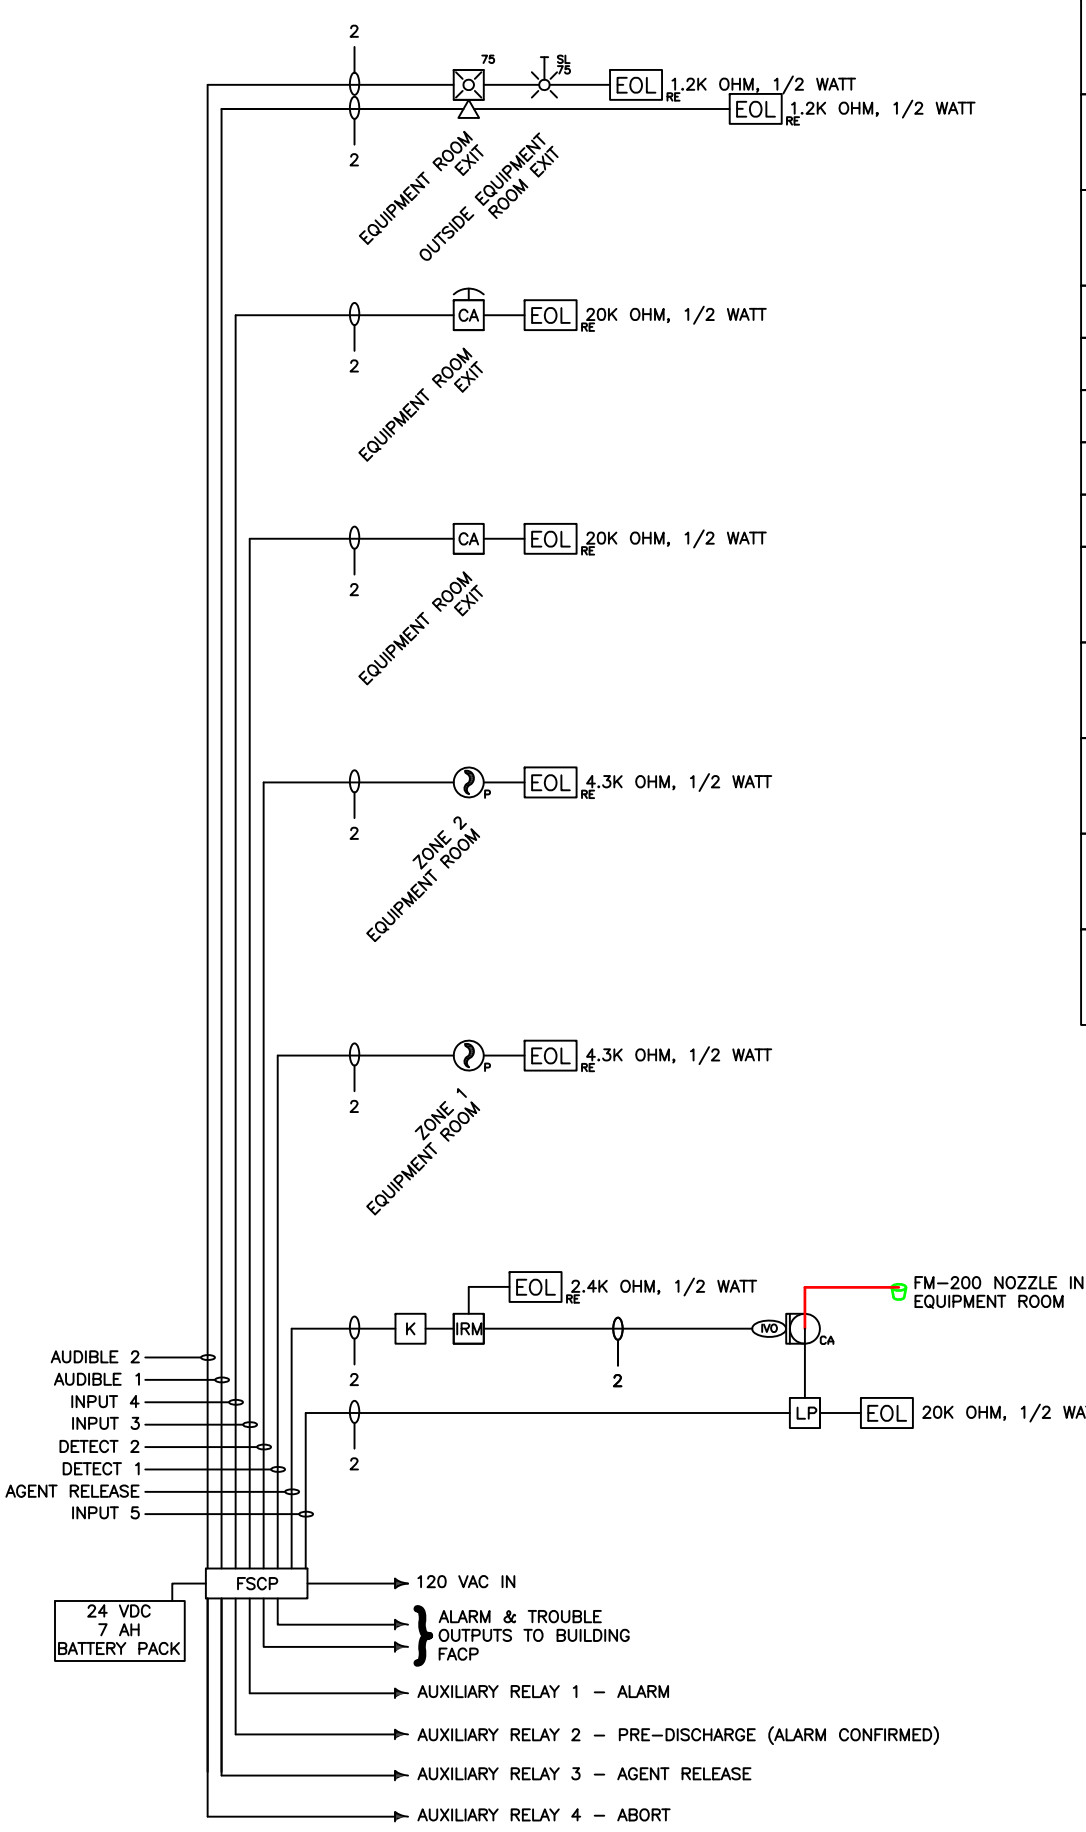 2
75
SL
75
EOL
RE
1.2K OHM, 1/2 WATT
EOL
RE
1.2K OHM, 1/2 WATT
2
EQUIPMENT ROOM
EXIT
OUTSIDE EQUIPMENT
ROOM EXIT
CA
EOL
RE
20K OHM, 1/2 WATT
2
EQUIPMENT ROOM
EXIT
CA
EOL
RE
20K OHM, 1/2 WATT
2
EQUIPMENT ROOM
EXIT
P
EOL
RE
4.3K OHM, 1/2 WATT
2
ZONE 2
EQUIPMENT ROOM
P
EOL
RE
4.3K OHM, 1/2 WATT
2
ZONE 1
EQUIPMENT ROOM
EOL
RE
2.4K OHM, 1/2 WATT
FM-200 NOZZLE IN
EQUIPMENT ROOM
K
IRM
IVO
CA
2
2
LP
EOL
20K OHM, 1/2 WAT
2
AUDIBLE 2
AUDIBLE 1
INPUT 4
INPUT 3
DETECT 2
DETECT 1
AGENT RELEASE
INPUT 5
FSCP
120 VAC IN
24 VDC
7 AH
BATTERY PACK
ALARM & TROUBLE
OUTPUTS TO BUILDING
FACP
AUXILIARY RELAY 1 - ALARM
AUXILIARY RELAY 2 - PRE-DISCHARGE (ALARM CONFIRMED)
AUXILIARY RELAY 3 - AGENT RELEASE
AUXILIARY RELAY 4 - ABORT